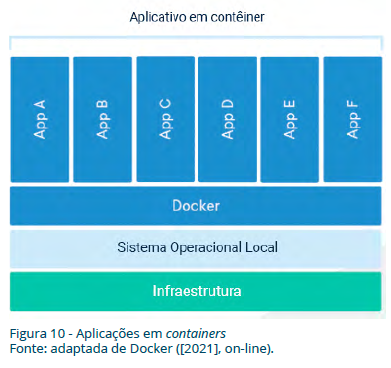 Aplicativo em contêiner
App A
App B
App C
App D
App E
App F
Docker
Sistema Operacional Local
Infraestrutura
Figura 10 - Aplicações em containers
Fonte: adaptada de Docker ([2021], on-line).